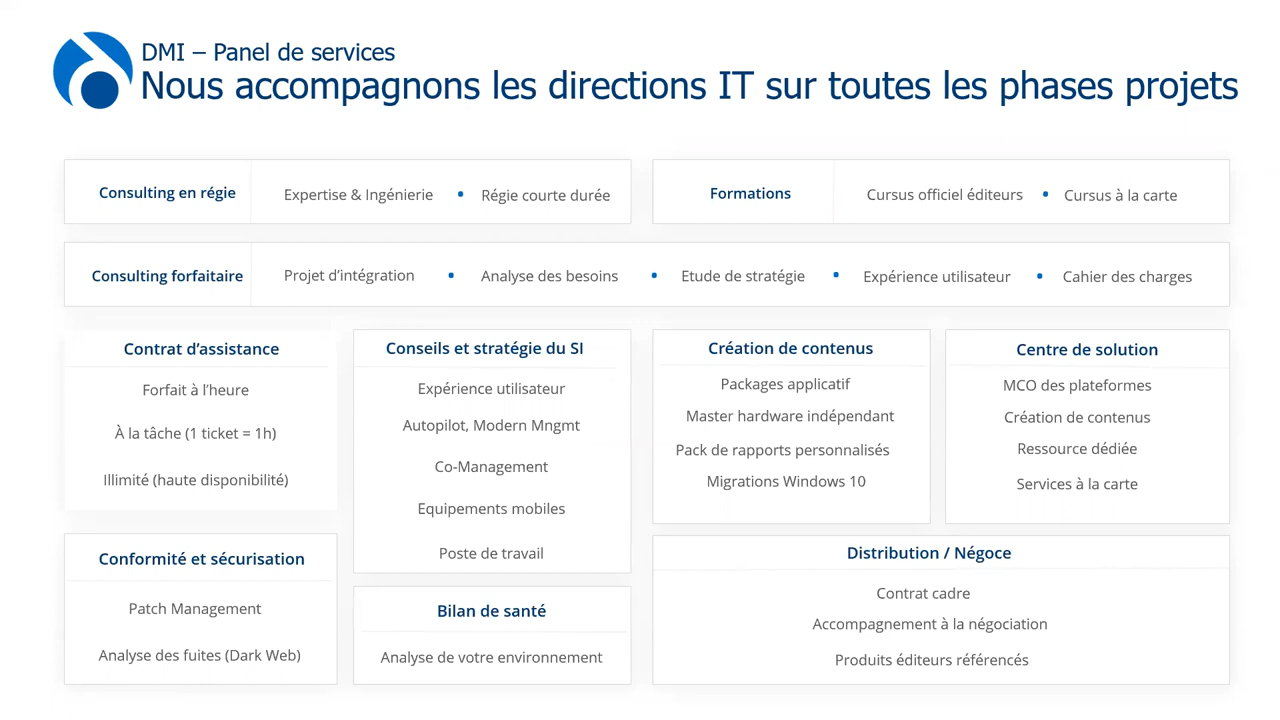 DMI – Panel de services
Nous accompagnons les directions IT sur toutes les phases projets
Consulting en régie
Expertise & Ingénierie • Régie courte durée
Formations
Cursus officiel éditeurs • Cursus à la carte
Consulting forfaitaire
Projet d’intégration • Analyse des besoins • Etude de stratégie • Expérience utilisateur • Cahier des charges
Contrat d’assistance
Forfait à l’heure
À la tâche (1 ticket = 1h)
Illimité (haute disponibilité)
Conseils et stratégie du SI
Expérience utilisateur
Autopilot, Modern Mngmt
Co-Management
Equipements mobiles
Poste de travail
Création de contenus
Packages applicatif
Master hardware indépendant
Pack de rapports personnalisés
Migrations Windows 10
Centre de solution
MCO des plateformes
Création de contenus
Ressource dédiée
Services à la carte
Conformité et sécurisation
Patch Management
Analyse des fuites (Dark Web)
Bilan de santé
Analyse de votre environnement
Distribution / Négoce
Contrat cadre
Accompagnement à la négociation
Produits éditeurs référencés